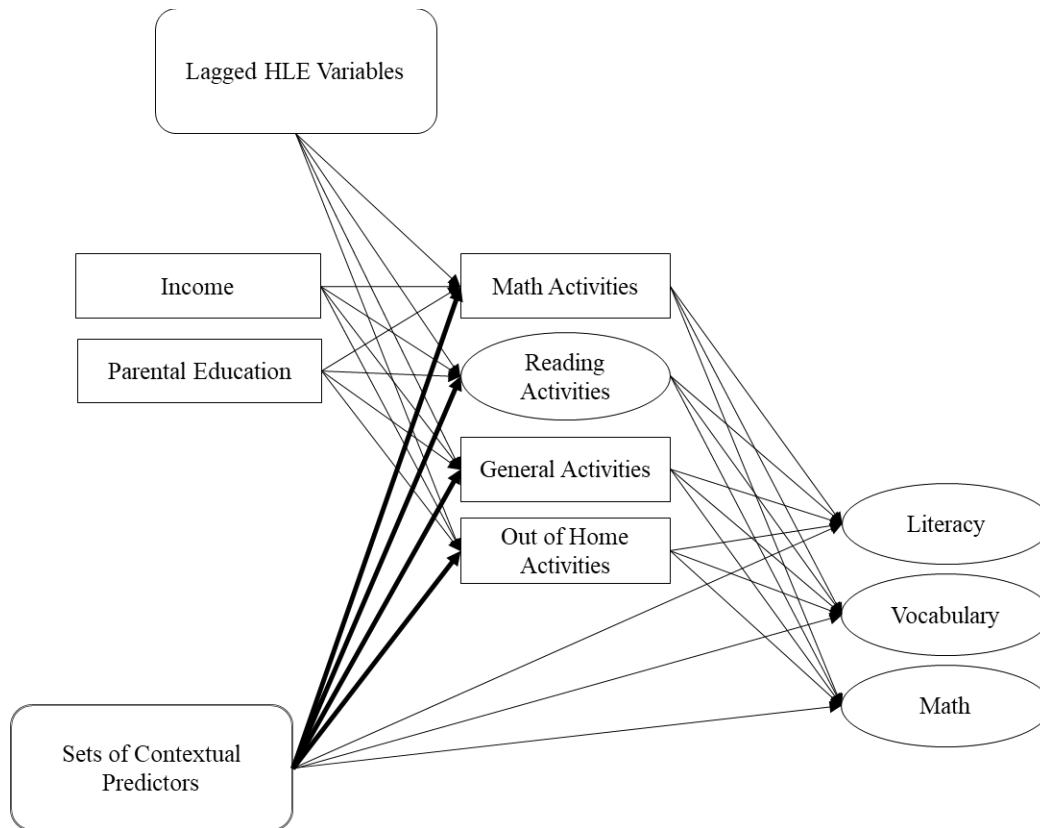 Lagged HLE Variables
Income
Math Activities
Parental Education
Reading
Activities
General Activities
Out of Home
Activities
Literacy
Vocabulary
Math
Sets of Contextual
Predictors